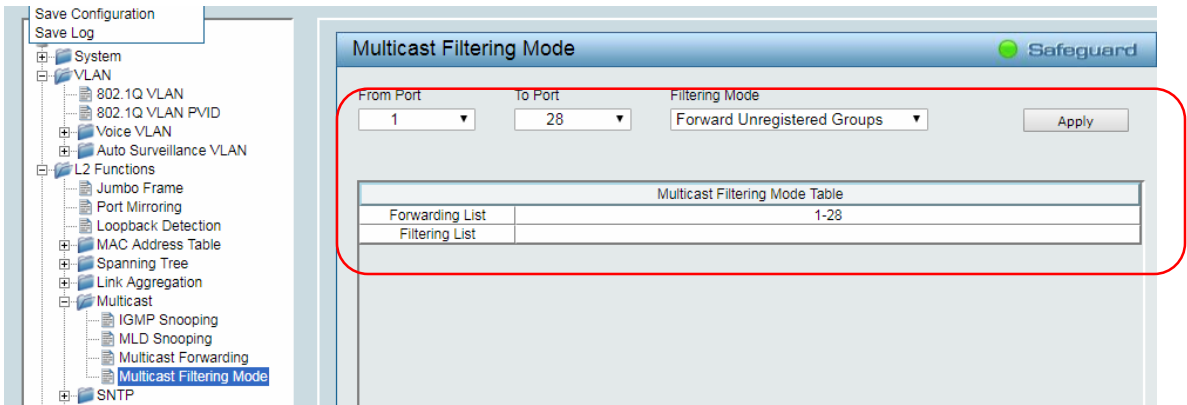 Save Configuration
Save Log
System
VLAN
802.1Q VLAN
802.1Q VLAN PVID
Voice VLAN
Auto Surveillance VLAN
L2 Functions
Jumbo Frame
Port Mirroring
Loopback Detection
MAC Address Table
Spanning Tree
Link Aggregation
Multicast
IGMP Snooping
MLD Snooping
Multicast Forwarding
Multicast Filtering Mode
SNTP
Multicast Filtering Mode
Safeguard
From Port To Port Filtering Mode
1 28 Forward Unregistered Groups Apply
Multicast Filtering Mode Table
Forwarding List 1-28
Filtering List